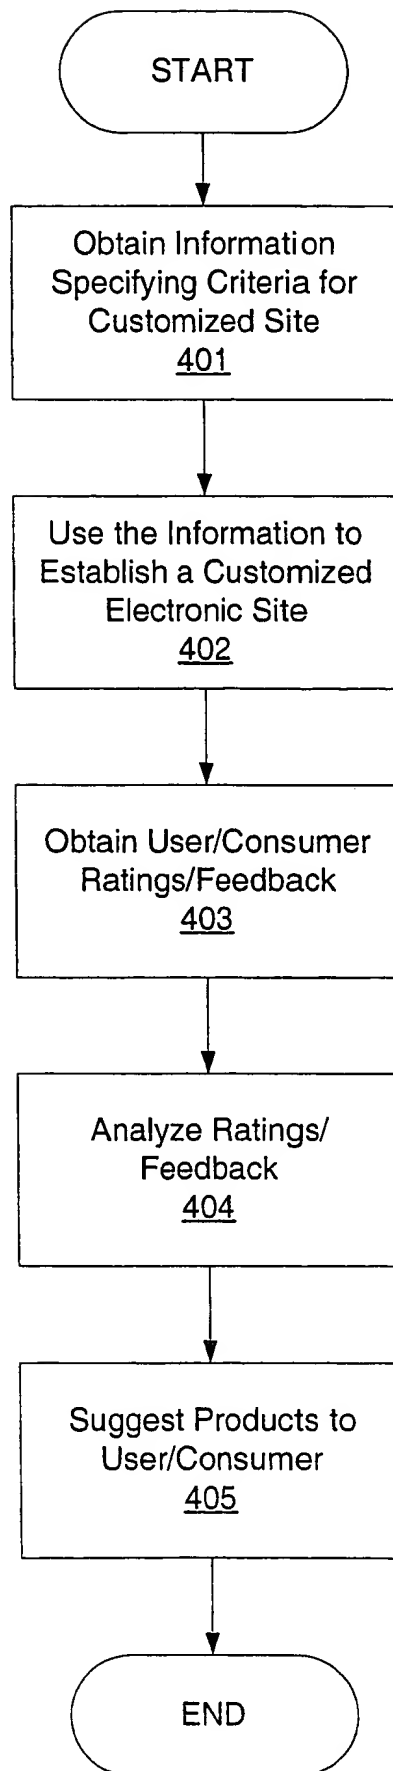 START
Obtain Information
Specifying Criteria for
Customized Site
401
Use the Information to
Establish a Customized
Electronic Site
402
Obtain User/Consumer
Ratings/Feedback
403
Analyze Ratings/
Feedback
404
Suggest Products to
User/Consumer
405
END